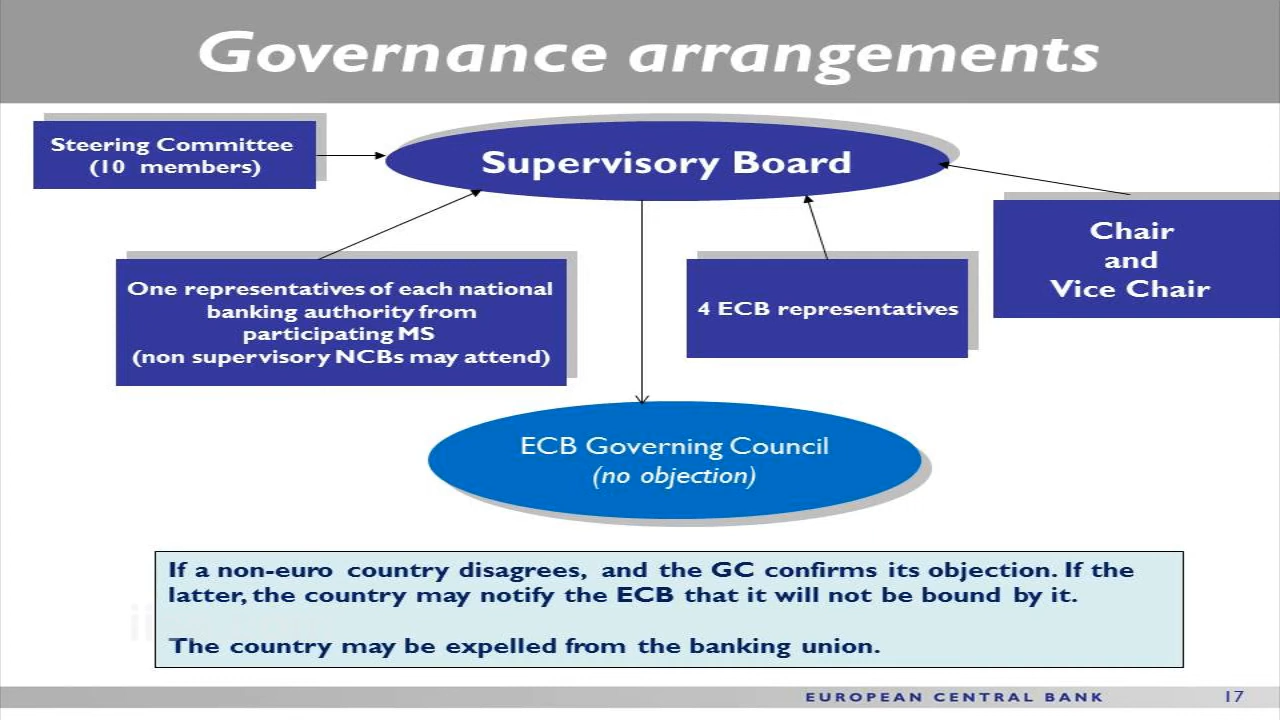 Governance arrangements
Steering Committee
(10 members)
Supervisory Board
Chair
and
Vice Chair
One representatives of each national
banking authority from
participating MS
(non supervisory NCBs may attend)
4 ECB representatives
ECB Governing Council
(no objection)
If a non-euro country disagrees, and the GC confirms its objection. If the
latter, the country may notify the ECB that it will not be bound by it.
The country may be expelled from the banking union.
EUROPEAN CENTRAL BANK
17